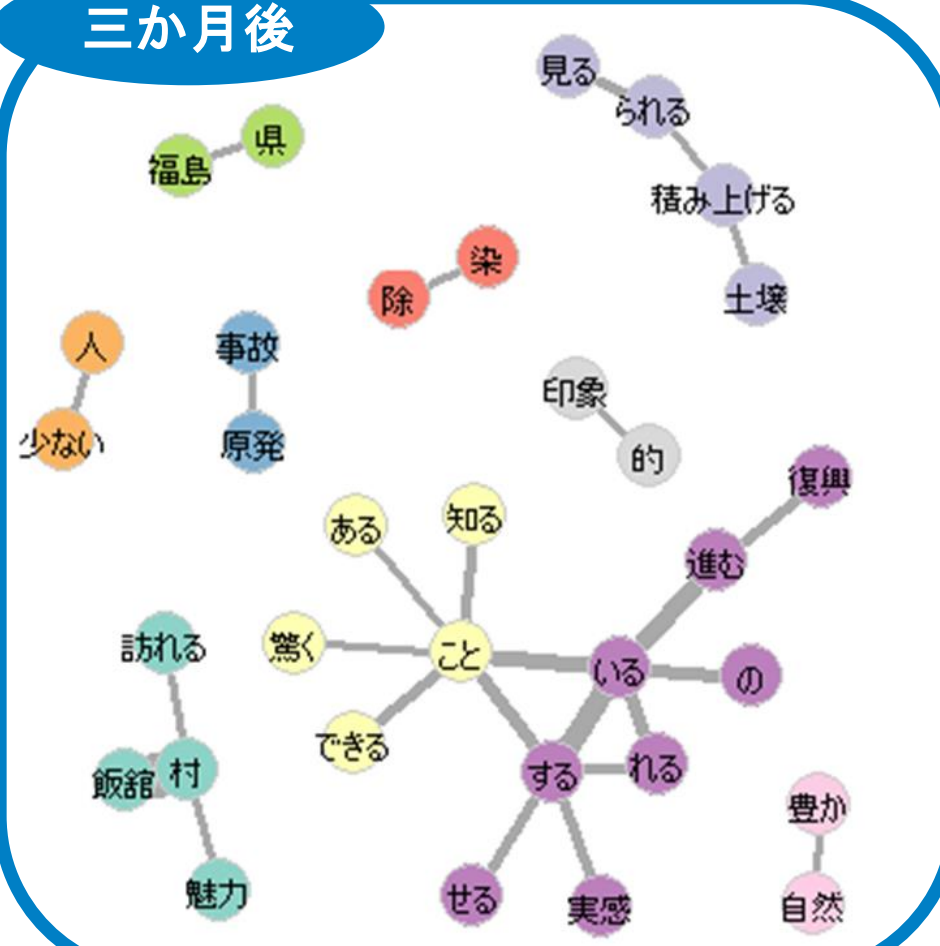 三か月後
見る
られる
県
福島
積み上げる
染
除
土壌
人
事故
印象
少ない
原発
的
復興
ある
知る
進む
訪れる
驚く
こと
いる
の
できる
飯舘
村
する
れる
豊か
魅力
せる
実感
自然